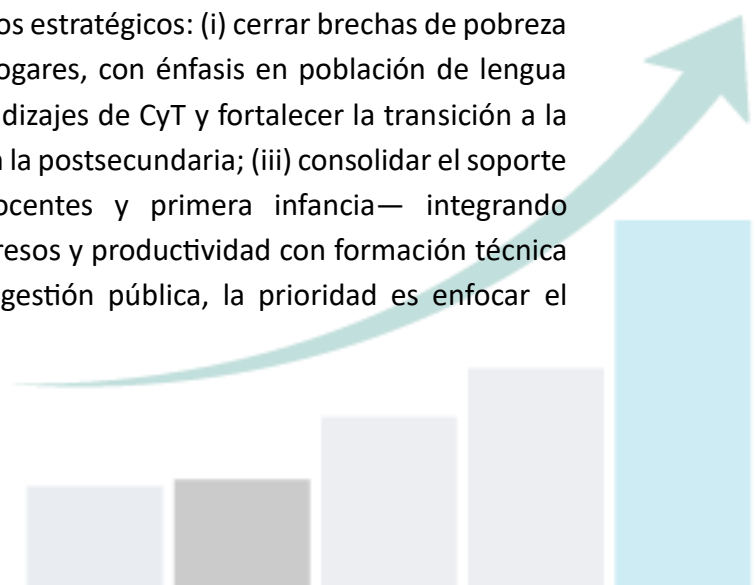 os estratégicos: (i) cerrar brechas de pobreza
ogares, con énfasis en población de lengua
dizajes de CyT y fortalecer la transición a la
la postsecundaria; (iii) consolidar el soporte
ocentes y primera infancia— integrando
resos y productividad con formación técnica
gestión pública, la prioridad es enfocar el